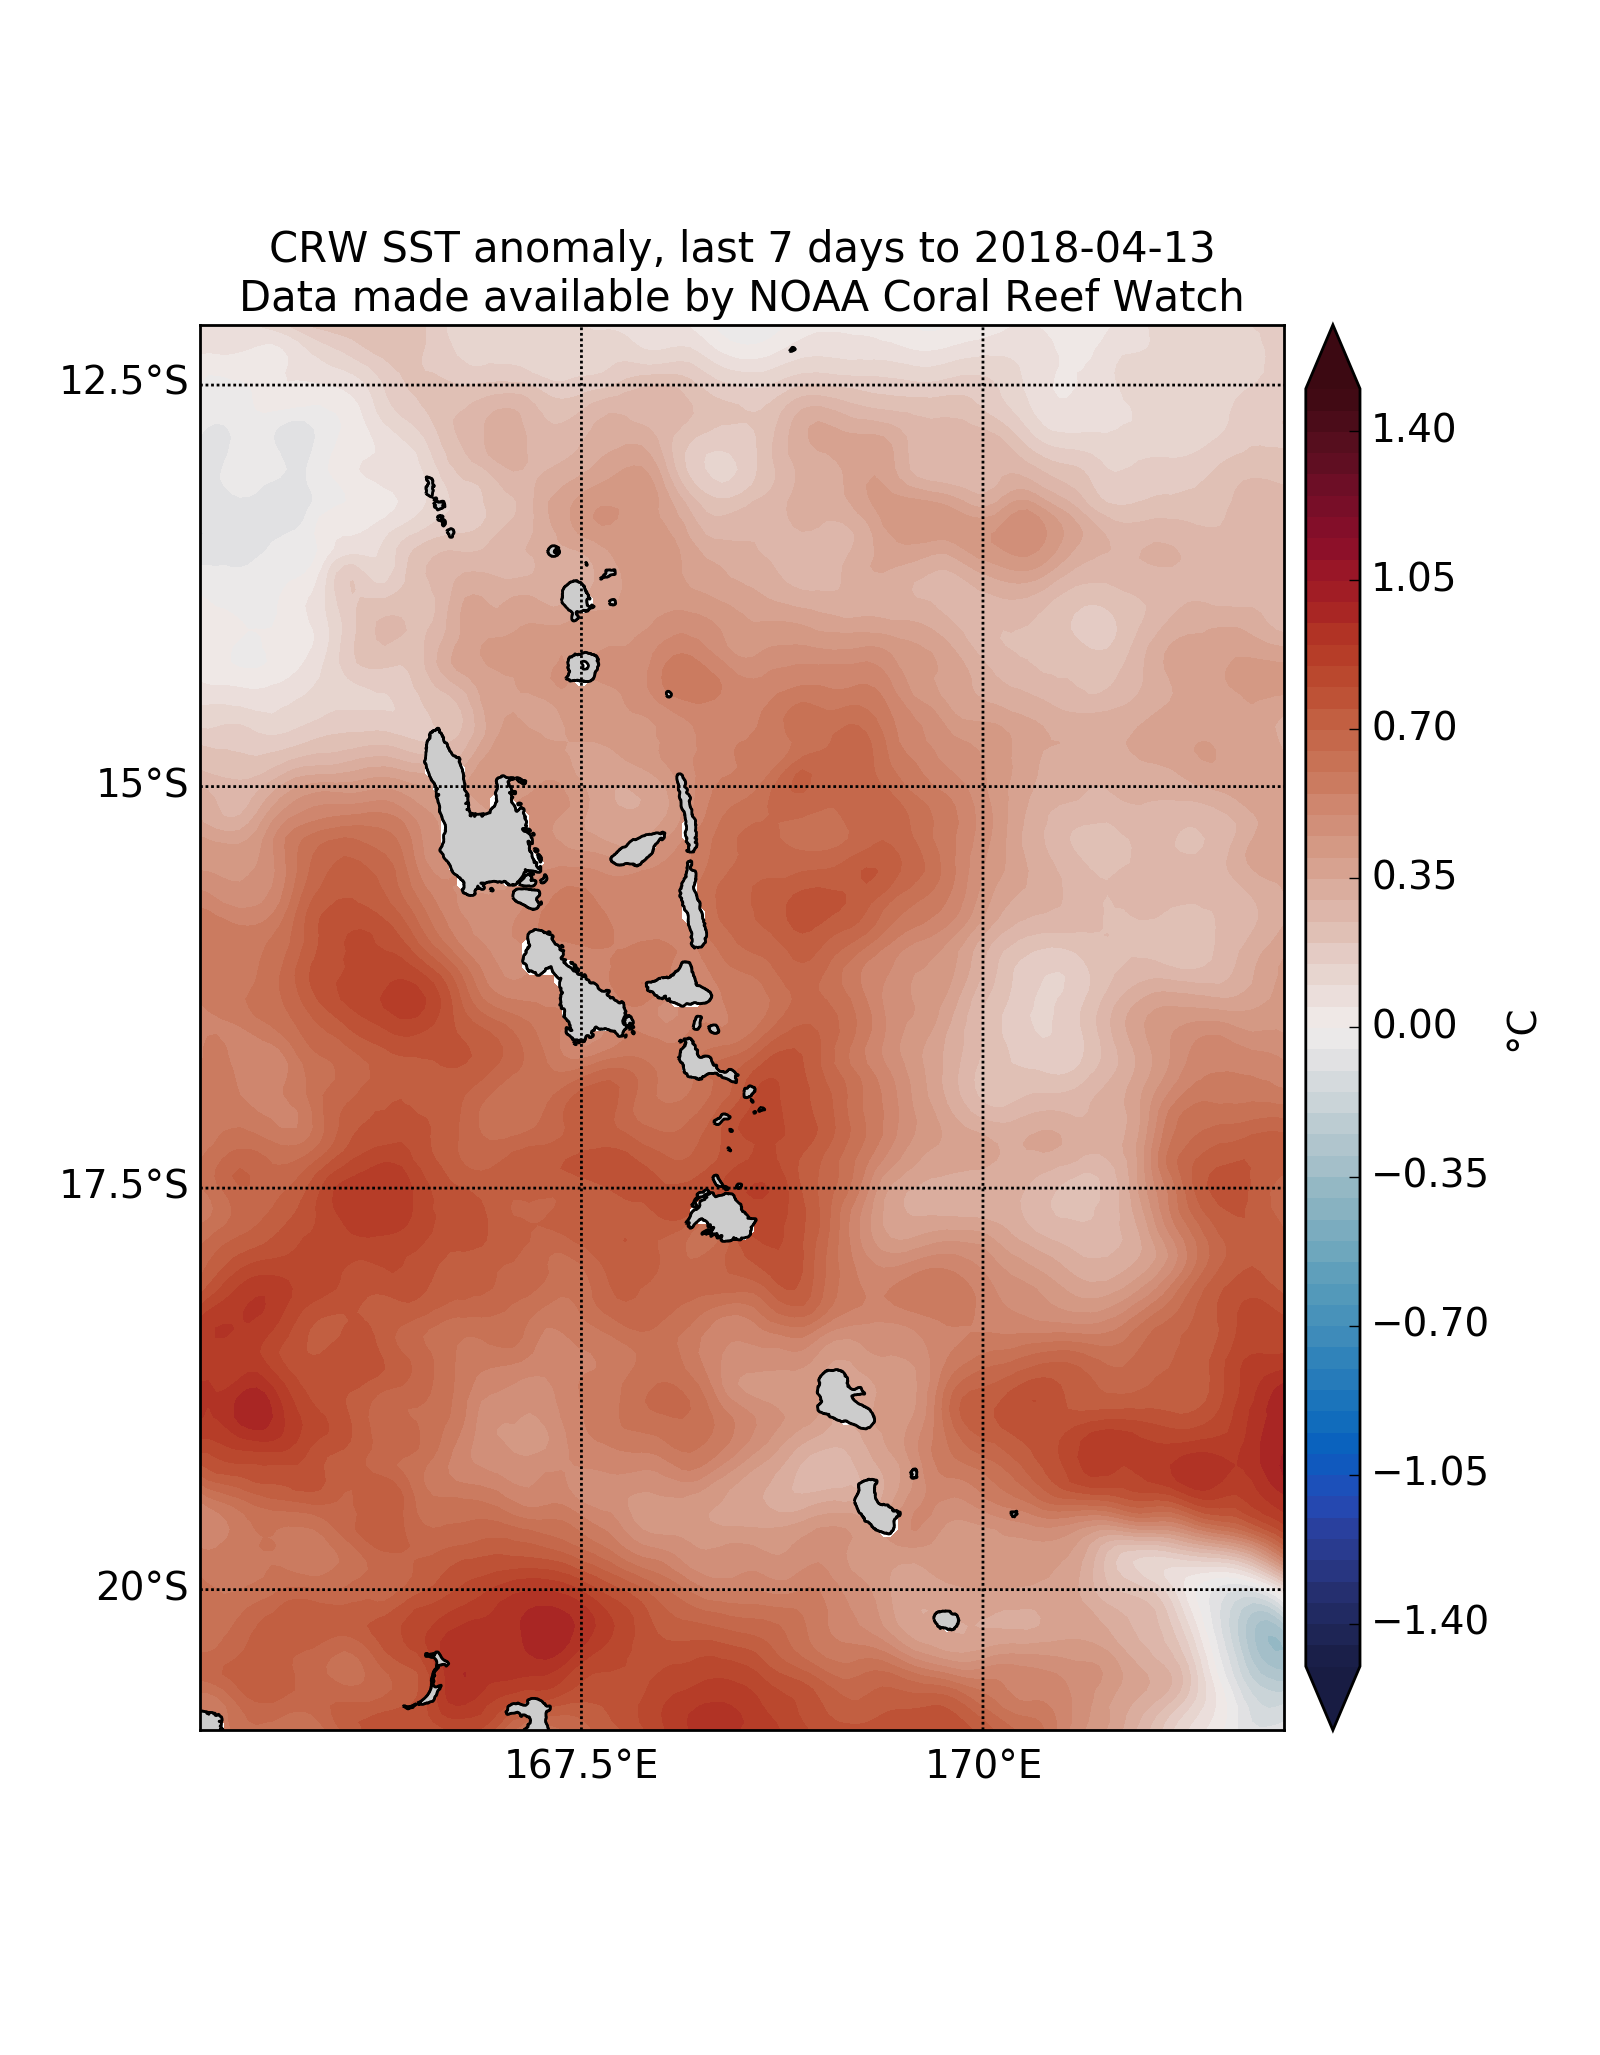 CRW SST anomaly, last 7 days to 2018-04-13
Data made available by NOAA Coral Reef Watch
12.5°S
15°S
17.5°S
20°S
167.5°E
170°E
1.40
1.05
0.70
0.35
0.00
−0.35
−0.70
−1.05
−1.40
°C